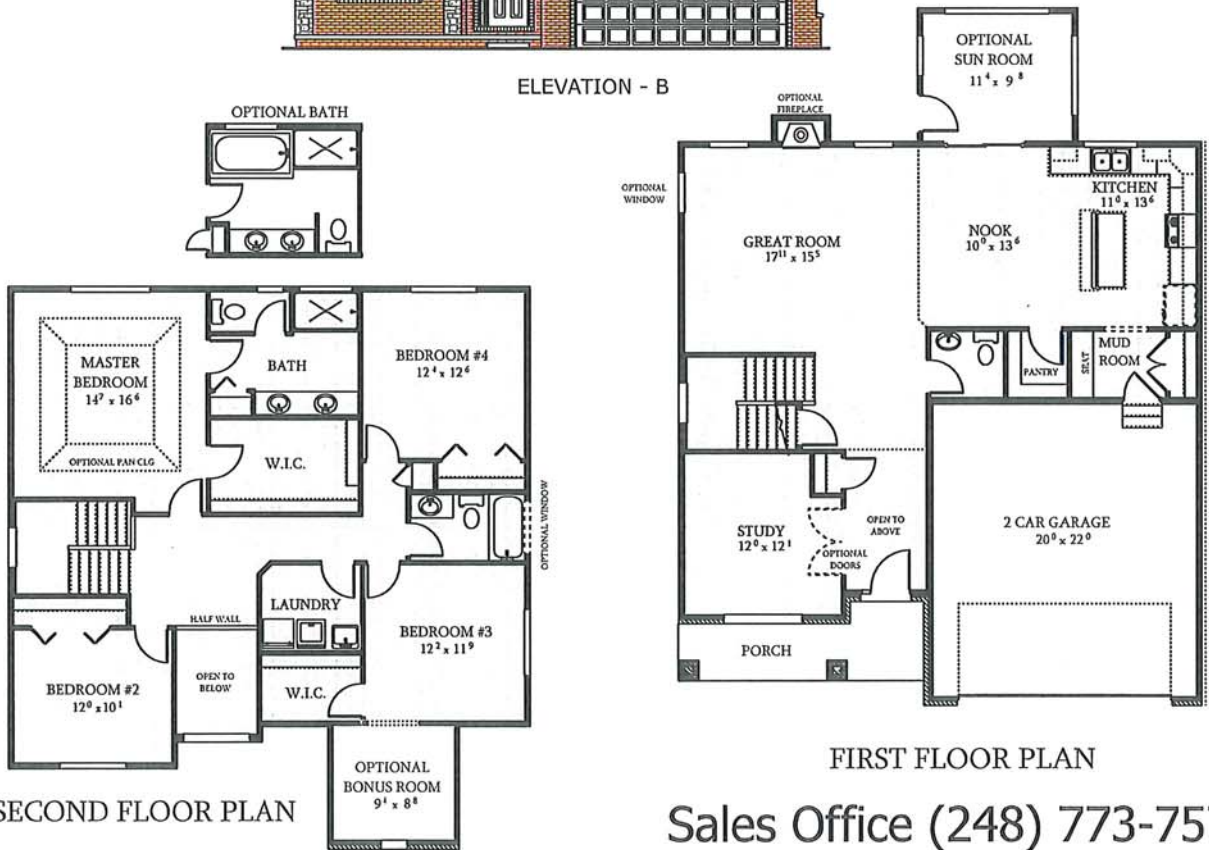 ELEVATION - B
OPTIONAL BATH
MASTER
BEDROOM
14⁷ x 16⁶
OPTIONAL PAN CLG
BATH
W.I.C.
BEDROOM #4
12⁴ x 12⁶
OPTIONAL WINDOW
LAUNDRY
HALF WALL
BEDROOM #3
12² x 11⁹
BEDROOM #2
12⁰ x 10¹
OPEN TO
BELOW
W.I.C.
OPTIONAL
BONUS ROOM
9¹ x 8⁸
SECOND FLOOR PLAN
OPTIONAL
SUN ROOM
11⁴ x 9⁸
OPTIONAL
FIREPLACE
OPTIONAL
WINDOW
GREAT ROOM
17¹¹ x 15⁵
NOOK
10⁰ x 13⁶
KITCHEN
11⁰ x 13⁶
PANTRY
SEAT
MUD
ROOM
STUDY
12⁰ x 12¹
OPTIONAL
DOORS
OPEN TO
ABOVE
2 CAR GARAGE
20⁰ x 22⁰
PORCH
FIRST FLOOR PLAN
Sales Office (248) 773-75